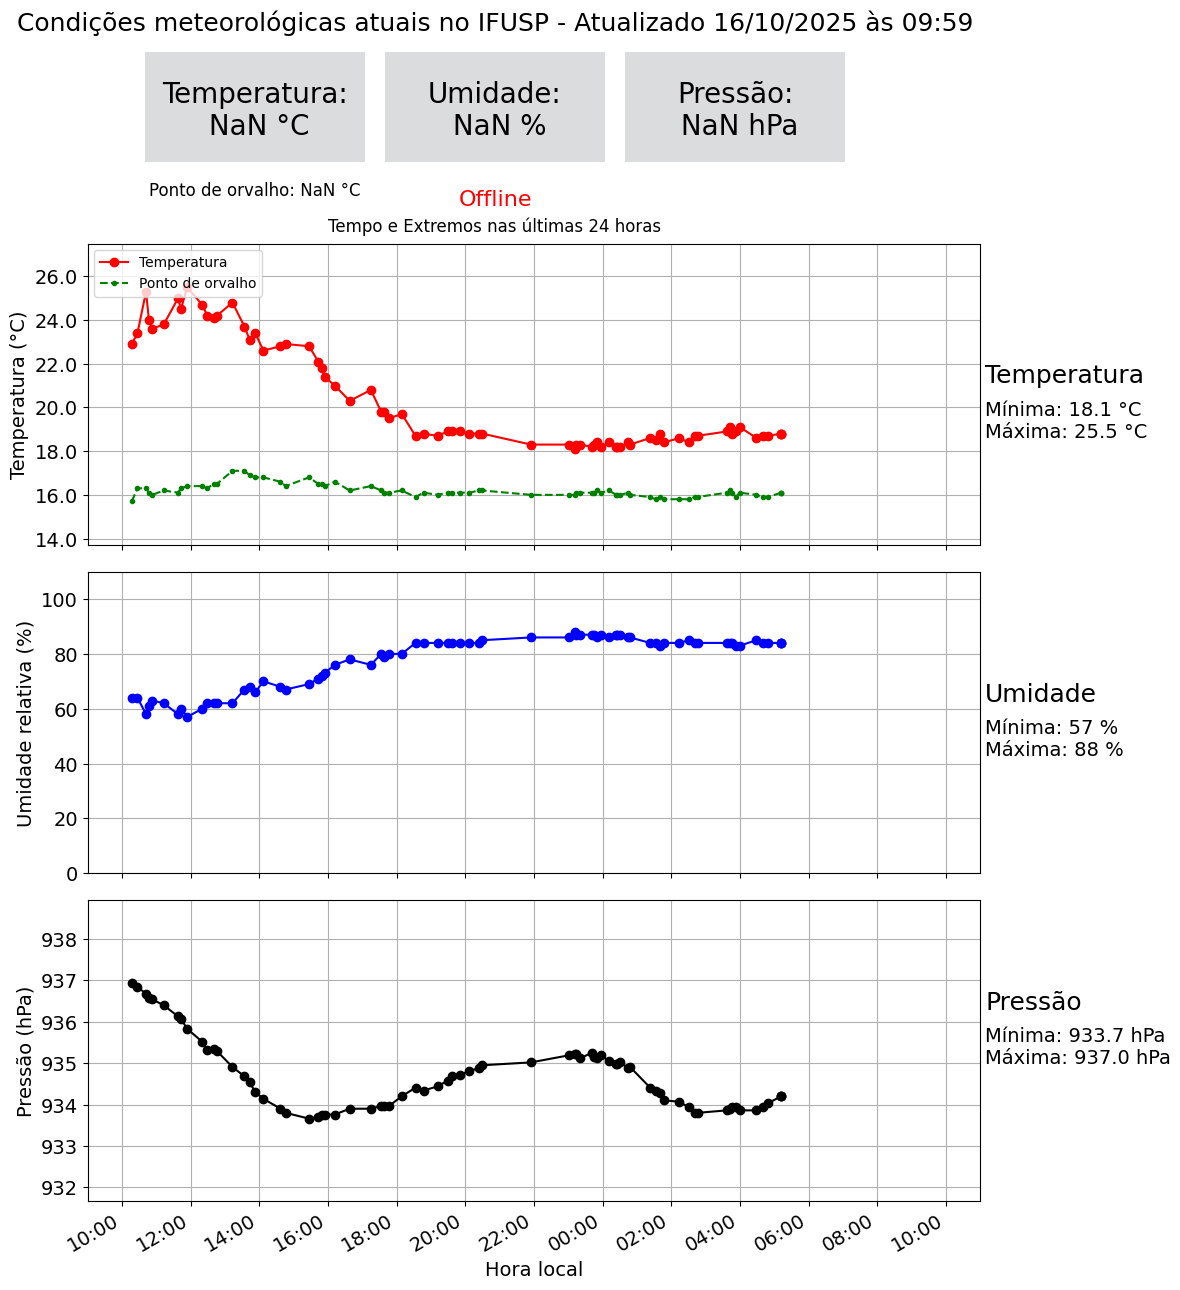 Condições meteorológicas atuais no IFUSP - Atualizado 16/10/2025 às 09:59
Temperatura:
NaN °C
Umidade:
NaN %
Pressão:
NaN hPa
Ponto de orvalho: NaN °C
Offline
Tempo e Extremos nas últimas 24 horas
Temperatura
Ponto de orvalho
Temperatura (°C)
26.0
24.0
22.0
20.0
18.0
16.0
14.0
Temperatura
Mínima: 18.1 °C
Máxima: 25.5 °C
Umidade relativa (%)
100
80
60
40
20
0
Umidade
Mínima: 57 %
Máxima: 88 %
Pressão (hPa)
938
937
936
935
934
933
932
Pressão
Mínima: 933.7 hPa
Máxima: 937.0 hPa
10:00
12:00
14:00
16:00
18:00
20:00
22:00
00:00
02:00
04:00
06:00
08:00
10:00
Hora local